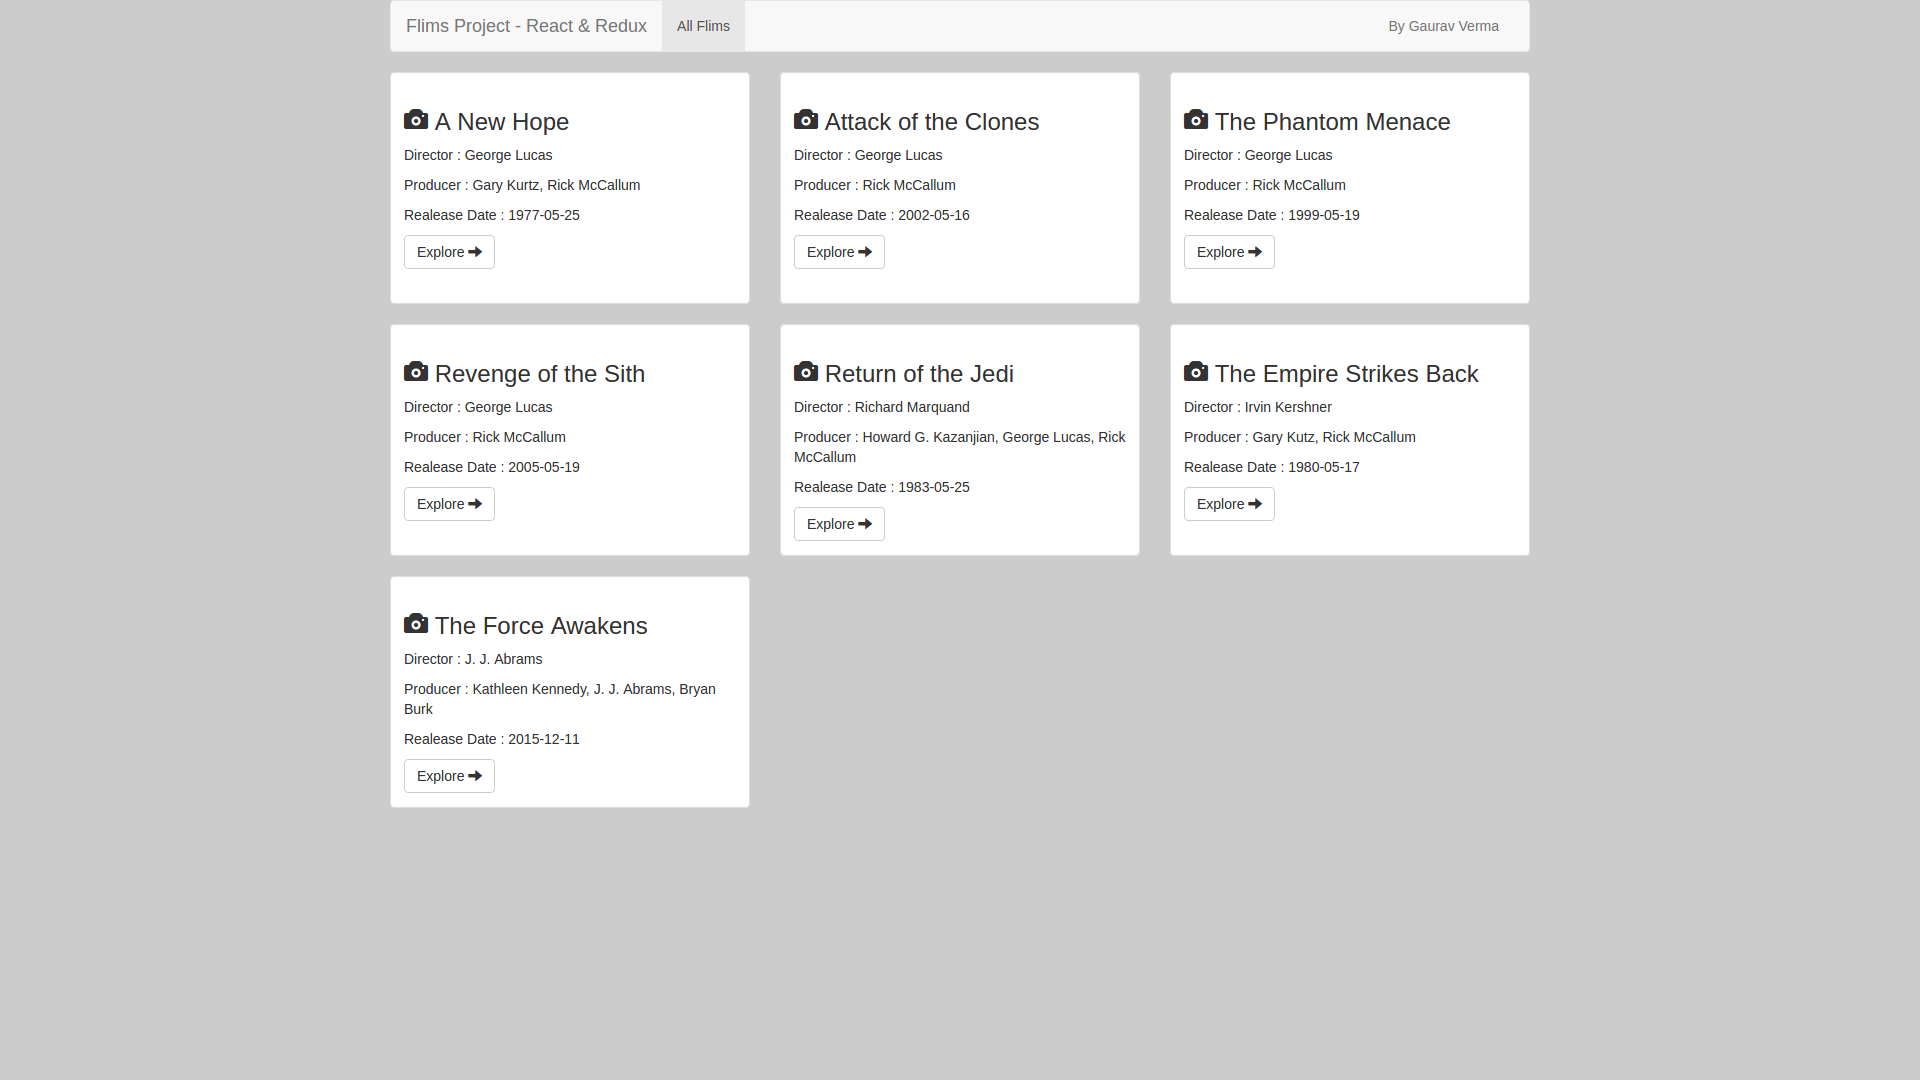 Flims Project - React & Redux
All Flims
By Gaurav Verma
A New Hope
Director : George Lucas
Producer : Gary Kurtz, Rick McCallum
Realease Date : 1977-05-25
Explore
Attack of the Clones
Director : George Lucas
Producer : Rick McCallum
Realease Date : 2002-05-16
Explore
The Phantom Menace
Director : George Lucas
Producer : Rick McCallum
Realease Date : 1999-05-19
Explore
Revenge of the Sith
Director : George Lucas
Producer : Rick McCallum
Realease Date : 2005-05-19
Explore
Return of the Jedi
Director : Richard Marquand
Producer : Howard G. Kazanjian, George Lucas, Rick
McCallum
Realease Date : 1983-05-25
Explore
The Empire Strikes Back
Director : Irvin Kershner
Producer : Gary Kutz, Rick McCallum
Realease Date : 1980-05-17
Explore
The Force Awakens
Director : J. J. Abrams
Producer : Kathleen Kennedy, J. J. Abrams, Bryan
Burk
Realease Date : 2015-12-11
Explore